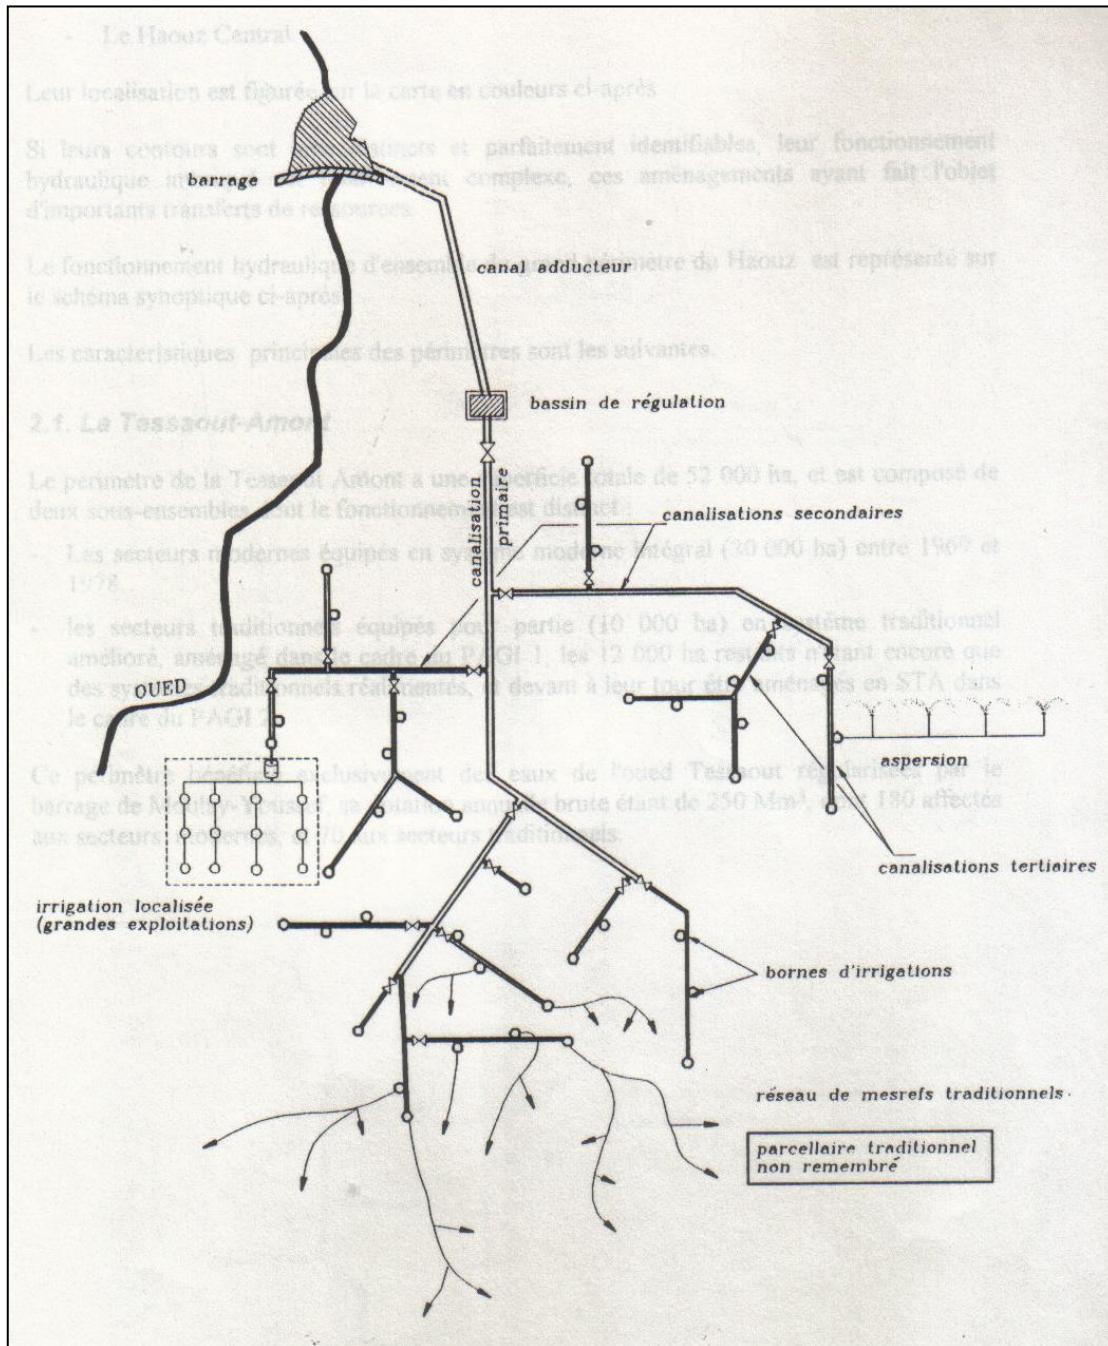 - Le Haouz Central
Leur localisation est figurée sur la carte en couleurs ci-après
Si leurs contours sont et parfaitement identifiables, leur fonctionnement
hydraulique complexe, ces aménagements ayant fait l'objet
d'importants transferts de ressources.
barrage
Le fonctionnement hydraulique d'ensemble du grand périmètre du Haouz est représenté sur
le schéma synoptique ci-après
canal adducteur
Les caractéristiques principales des périmètres sont les suivantes.
bassin de régulation
2.1. La Tessaout-Amont
Le périmètre de la Tessaout Amont a une superficie totale de 52 000 ha, et est composé de
deux sous-ensembles dont le fonctionnement est distinct :
canalisation
primaire
canalisations secondaires
- Les secteurs modernes équipés en système moderne intégral (30 000 ha) entre 1969 et
1978
- les secteurs traditionnels équipés pour partie (10 000 ha) en système traditionnel
amélioré, aménagé dans le cadre du PAGI 1, les 12 000 ha restants n'étant encore que
des systèmes traditionnels réalimentés, et devant à leur tour être aménagés en STA dans
le cadre du PAGI 2
OUED
aspersion
Ce périmètre bénéficie exclusivement des eaux de l'oued Tessaout régularisées par le
barrage de Moulay-Youssef, sa dotation annuelle brute étant de 250 Mm³, dont 180 affectés
aux secteurs modernes, et 70 aux secteurs traditionnels.
canalisations tertiaires
irrigation localisée
(grandes exploitations)
bornes d'irrigations
réseau de mesrefs traditionnels
parcellaire traditionnel
non remembré